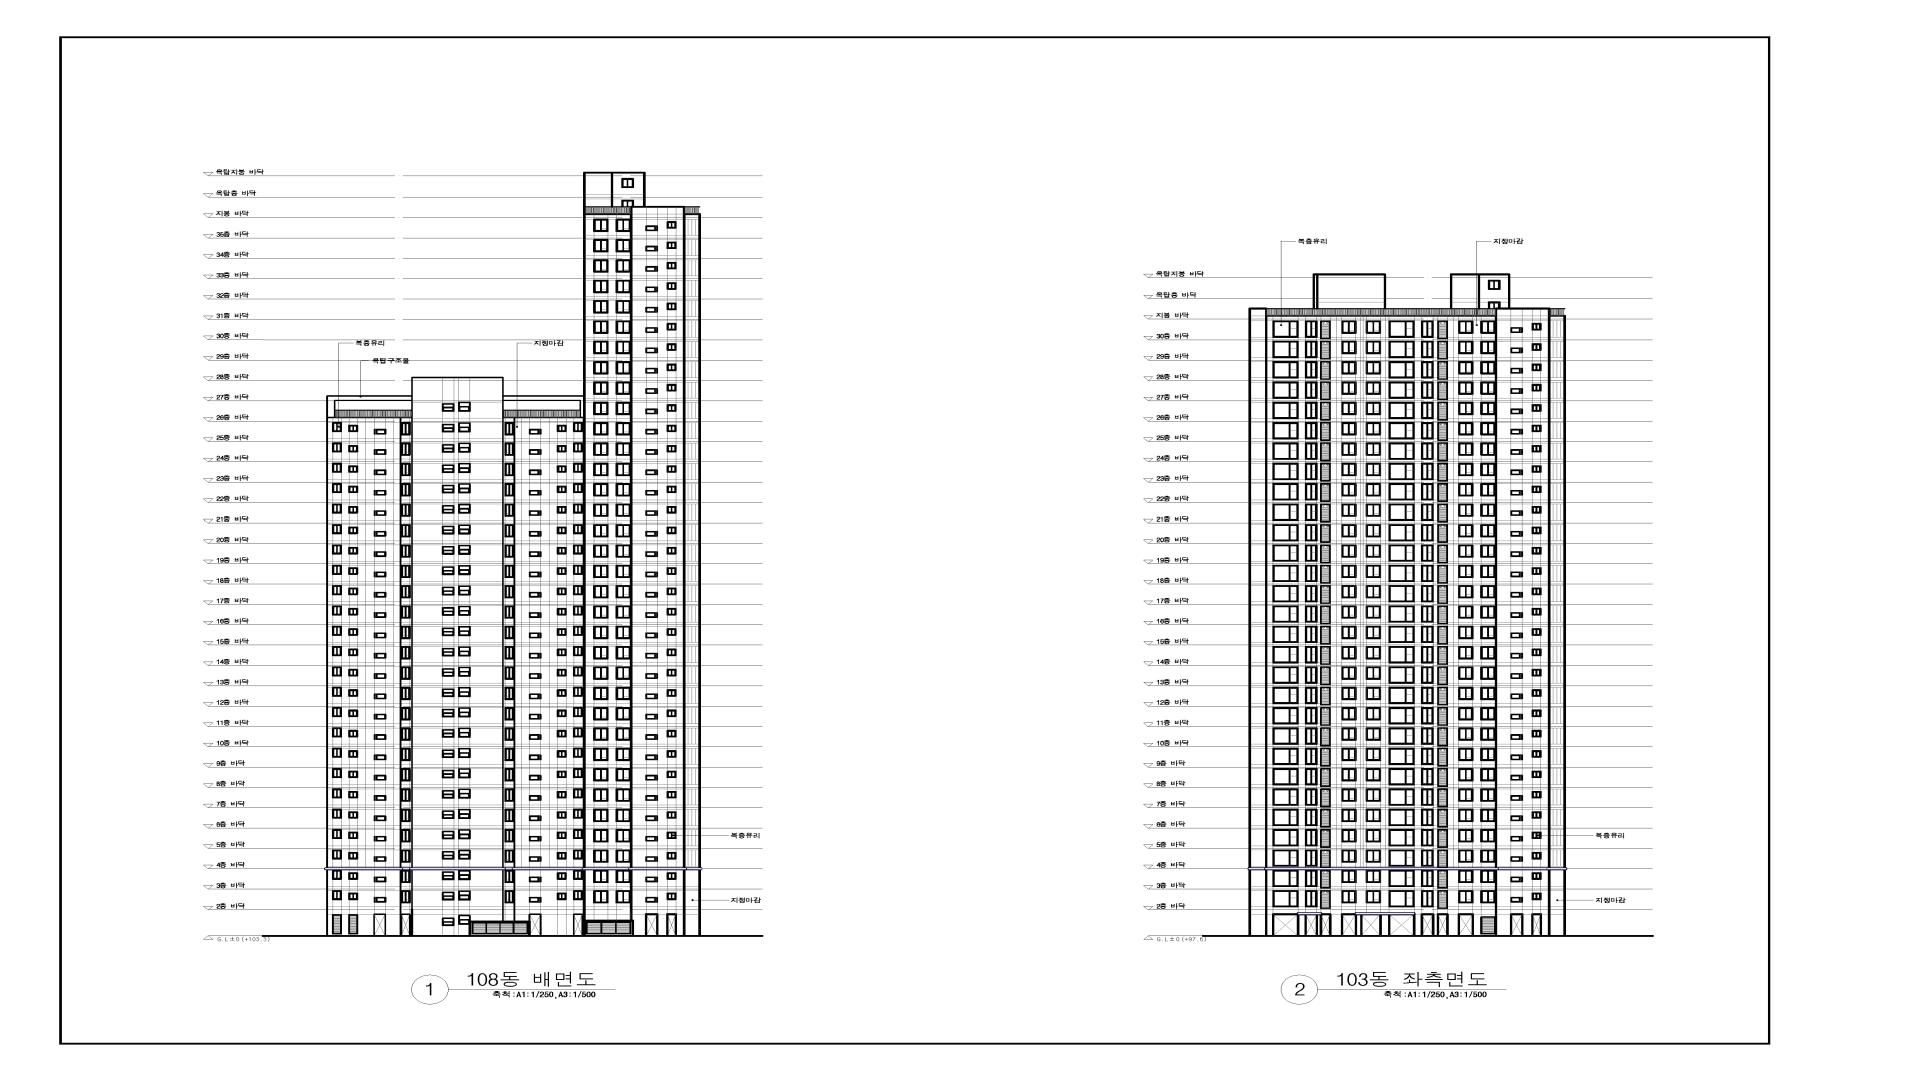 옥탑지붕 바닥
옥탑층 바닥
지붕 바닥
35층 바닥
34층 바닥
33층 바닥
32층 바닥
31층 바닥
30층 바닥
29층 바닥
28층 바닥
27층 바닥
26층 바닥
25층 바닥
24층 바닥
23층 바닥
22층 바닥
21층 바닥
20층 바닥
19층 바닥
18층 바닥
17층 바닥
16층 바닥
15층 바닥
14층 바닥
13층 바닥
12층 바닥
11층 바닥
10층 바닥
9층 바닥
8층 바닥
7층 바닥
6층 바닥
5층 바닥
4층 바닥
3층 바닥
2층 바닥
G.L±0(+103.3)
복층유리
옥탑구조물
지정마감
복층유리
지정마감
1
108동 배면도
축척:A1:1/250,A3:1/500
복층유리
지정마감
옥탑지붕 바닥
옥탑층 바닥
지붕 바닥
30층 바닥
29층 바닥
28층 바닥
27층 바닥
26층 바닥
25층 바닥
24층 바닥
23층 바닥
22층 바닥
21층 바닥
20층 바닥
19층 바닥
18층 바닥
17층 바닥
16층 바닥
15층 바닥
14층 바닥
13층 바닥
12층 바닥
11층 바닥
10층 바닥
9층 바닥
8층 바닥
7층 바닥
6층 바닥
5층 바닥
4층 바닥
3층 바닥
2층 바닥
G.L±0(+97.6)
복층유리
지정마감
2
103동 좌측면도
축척:A1:1/250,A3:1/500